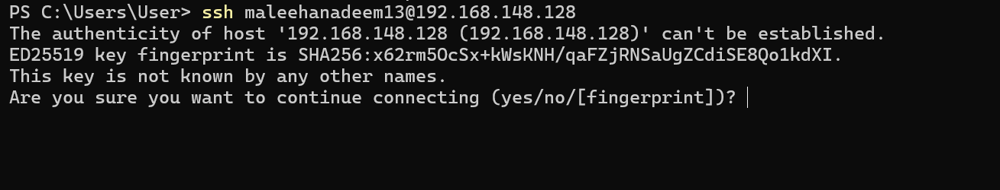 PS C:\Users\User> ssh maleehanadeem13@192.168.148.128
The authenticity of host '192.168.148.128 (192.168.148.128)' can't be established.
ED25519 key fingerprint is SHA256:x62rm5OcSx+kWsKNH/qaFZjRNSaUgZCdiSE8Qo1kdXI.
This key is not known by any other names.
Are you sure you want to continue connecting (yes/no/[fingerprint])?